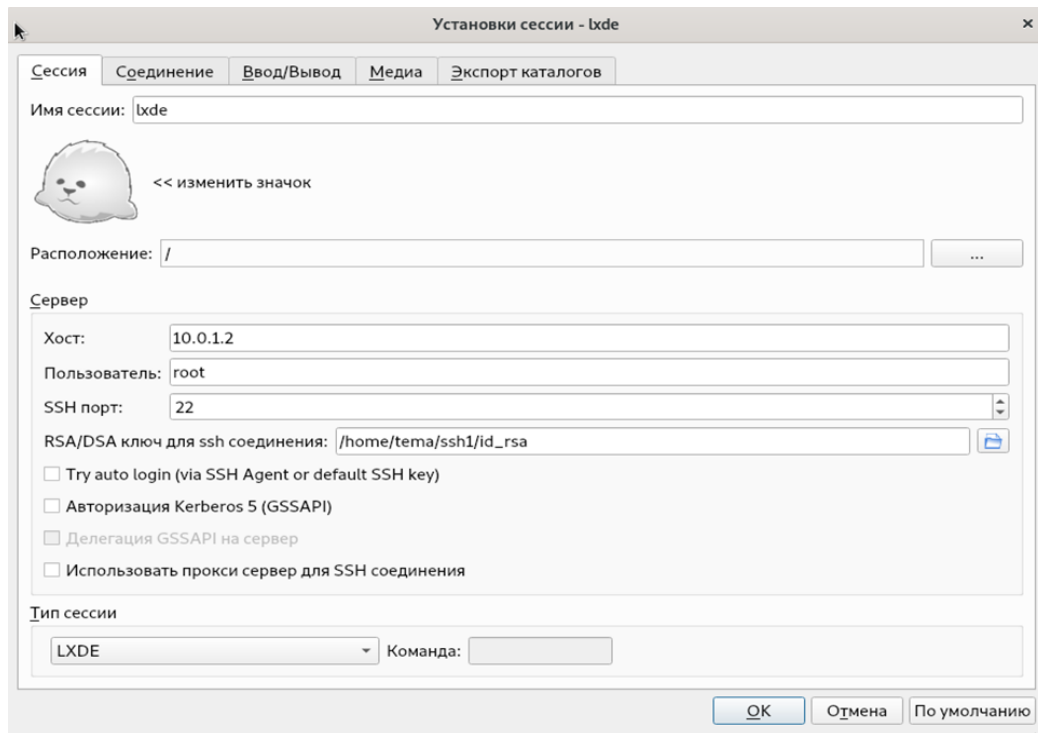 Установки сессии - lxde ×
Сессия Соединение Ввод/Вывод Медиа Экспорт каталогов
Имя сессии: lxde
<< изменить значок
Расположение: / ...
Сервер
Хост: 10.0.1.2
Пользователь: root
SSH порт: 22
RSA/DSA ключ для ssh соединения: /home/tema/ssh1/id_rsa
Try auto login (via SSH Agent or default SSH key)
Авторизация Kerberos 5 (GSSAPI)
Делегация GSSAPI на сервер
Использовать прокси сервер для SSH соединения
Тип сессии
LXDE Команда:
OK Отмена По умолчанию